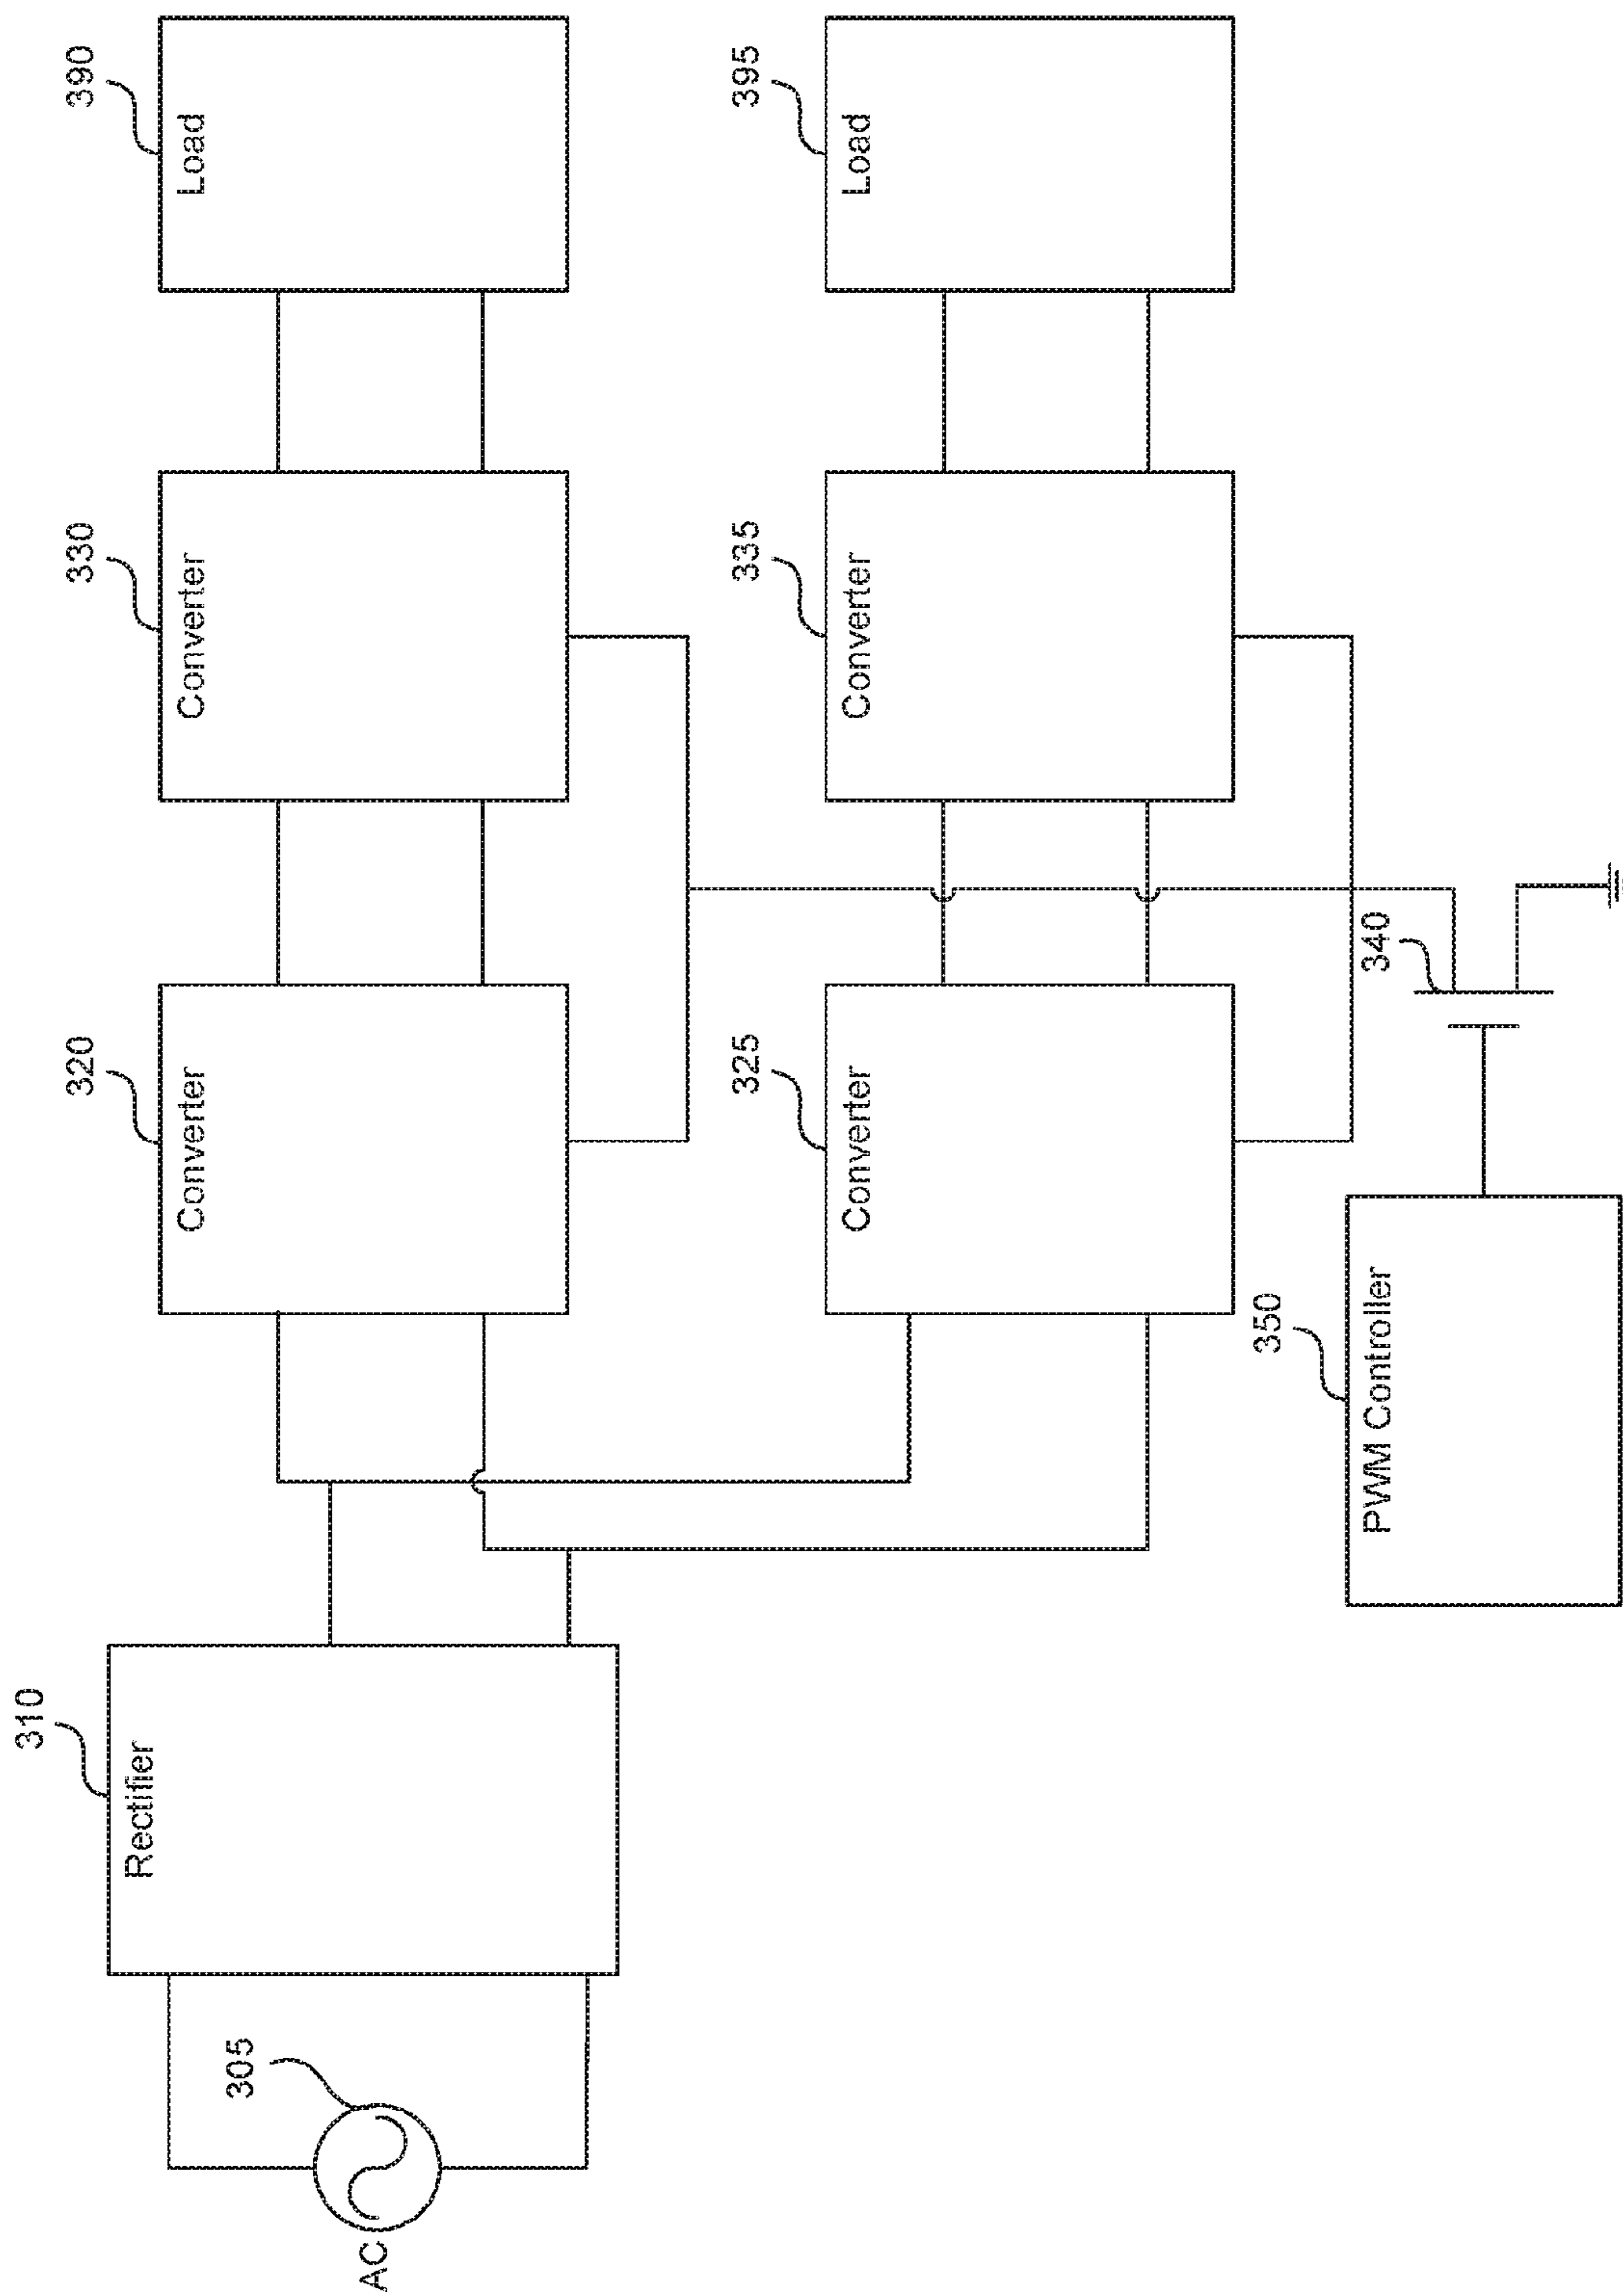 AC
305
310
Rectifier
320
Converter
330
Converter
390
Load
325
Converter
335
Converter
395
Load
350
PWM Controller
340